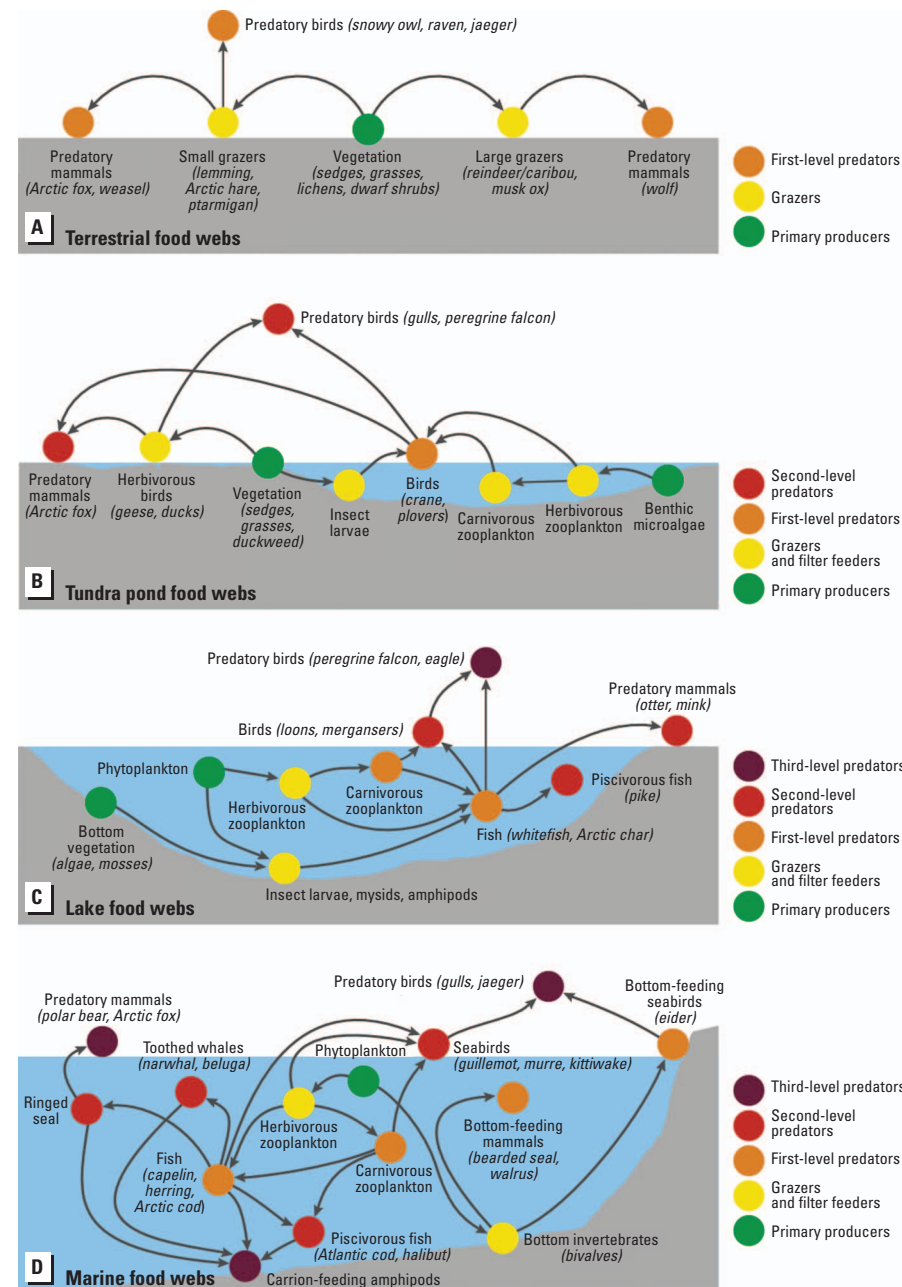 Predatory birds (snowy owl, raven, jaeger)
Predatory
mammals
(Arctic fox, weasel)
Small grazers
(lemming,
Arctic hare,
ptarmigan)
Vegetation
(sedges, grasses,
lichens, dwarf shrubs)
Large grazers
(reindeer/caribou,
musk ox)
Predatory
mammals
(wolf)
First-level predators
Grazers
Primary producers
A Terrestrial food webs
Predatory birds (gulls, peregrine falcon)
Predatory
mammals
(Arctic fox)
Herbivorous
birds
(geese, ducks)
Vegetation
(sedges,
grasses,
duckweed)
Insect
larvae
Birds
(crane,
plovers)
Carnivorous
zooplankton
Herbivorous
zooplankton
Benthic
microalgae
Second-level
predators
First-level predators
Grazers
and filter feeders
Primary producers
B Tundra pond food webs
Predatory birds (peregrine falcon, eagle)
Predatory mammals
(otter, mink)
Birds (loons, mergansers)
Phytoplankton
Herbivorous
zooplankton
Carnivorous
zooplankton
Piscivorous fish
(pike)
Fish (whitefish, Arctic char)
Bottom
vegetation
(algae, mosses)
Insect larvae, mysids, amphipods
Third-level predators
Second-level
predators
First-level predators
Grazers
and filter feeders
Primary producers
C Lake food webs
Predatory birds (gulls, jaeger)
Bottom-feeding
seabirds
(eider)
Predatory mammals
(polar bear, Arctic fox)
Toothed whales
(narwhal, beluga)
Phytoplankton
Seabirds
(guillemot, murre, kittiwake)
Ringed
seal
Herbivorous
zooplankton
Bottom-feeding
mammals
(bearded seal,
walrus)
Fish
(capelin,
herring,
Arctic cod)
Carnivorous
zooplankton
Piscivorous fish
(Atlantic cod, halibut)
Bottom invertebrates
(bivalves)
Carrion-feeding amphipods
Third-level predators
Second-level
predators
First-level predators
Grazers
and filter feeders
Primary producers
D Marine food webs